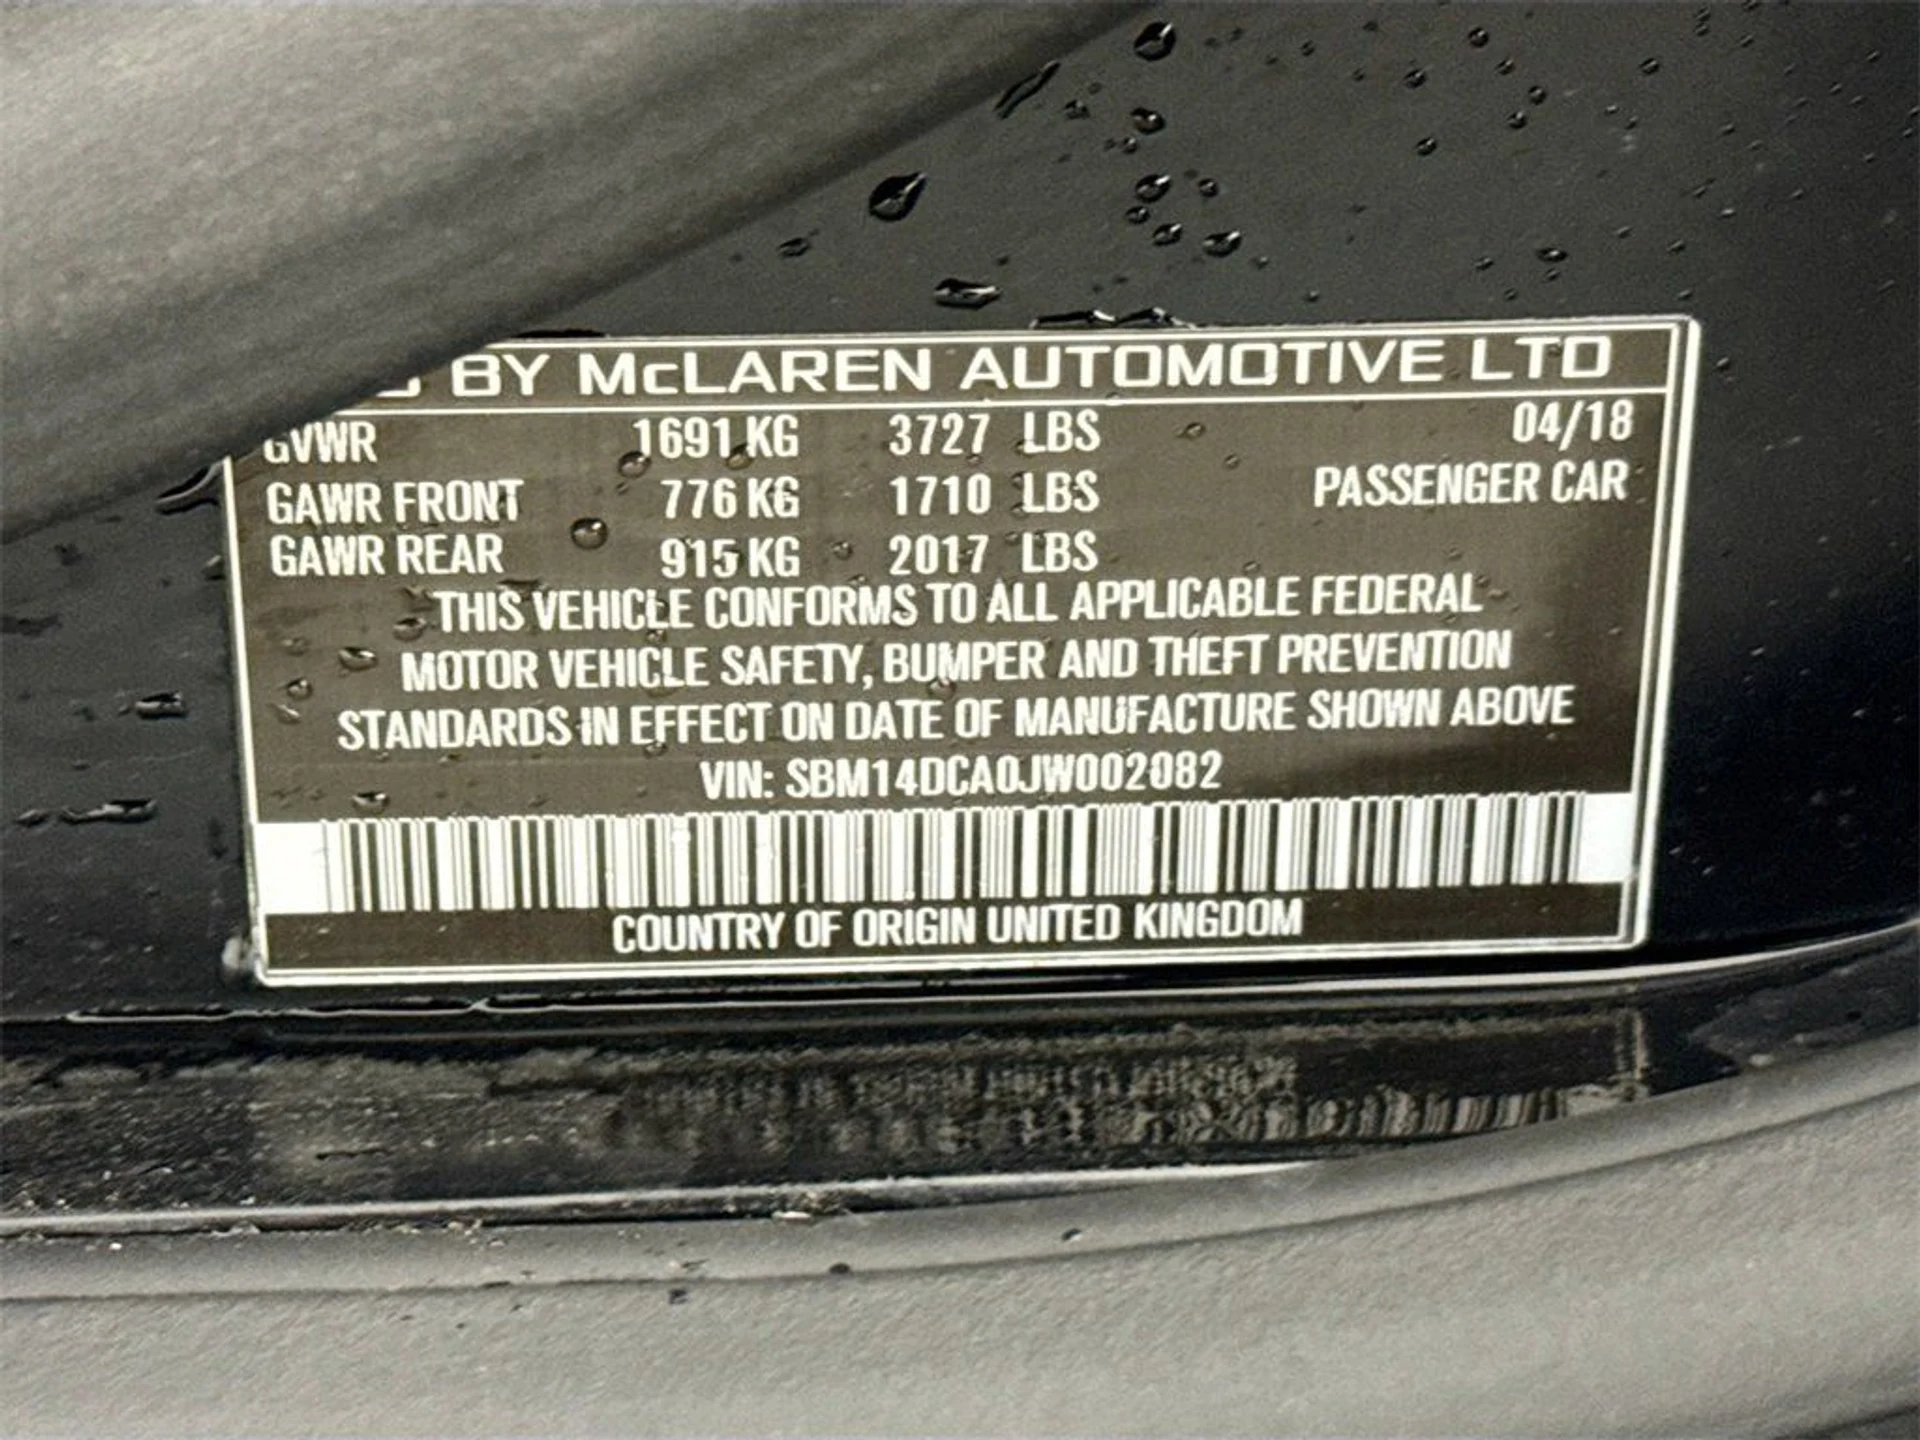 BY McLAREN AUTOMOTIVE LTD
GVWR 1691 KG 3727 LBS 04/18
GAWR FRONT 776 KG 1710 LBS PASSENGER CAR
GAWR REAR 915 KG 2017 LBS
THIS VEHICLE CONFORMS TO ALL APPLICABLE FEDERAL
MOTOR VEHICLE SAFETY, BUMPER AND THEFT PREVENTION
STANDARDS IN EFFECT ON DATE OF MANUFACTURE SHOWN ABOVE
VIN: SBM14DCA0JW002082
COUNTRY OF ORIGIN UNITED KINGDOM